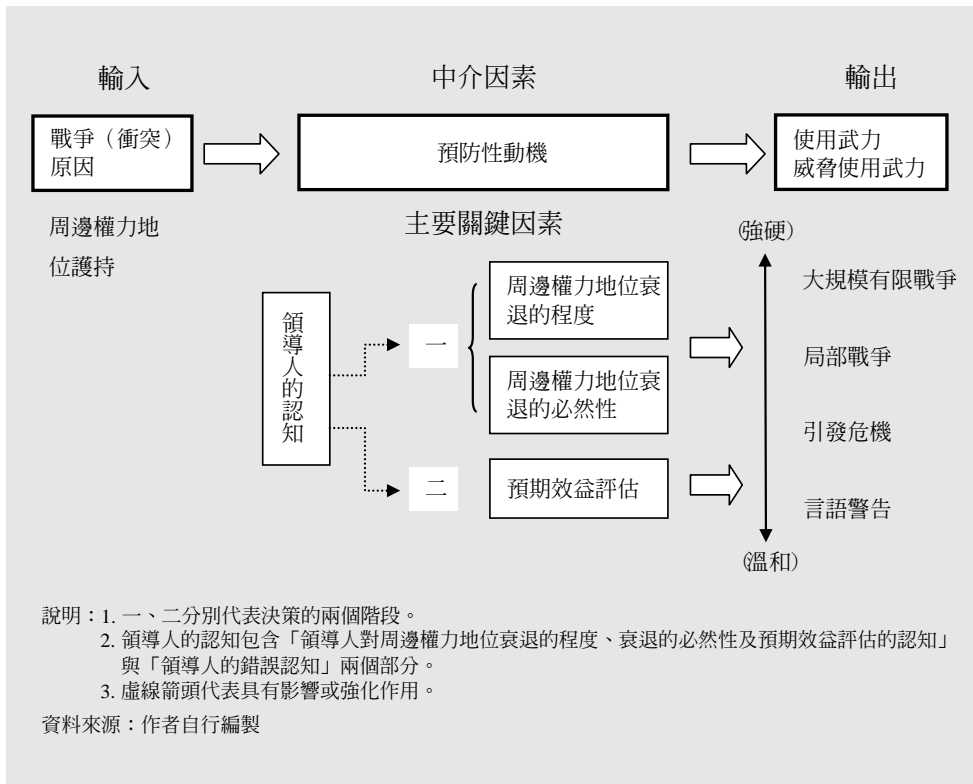 輸入
中介因素
輸出
戰爭（衝突）
原因
預防性動機
使用武力
威脅使用武力
周邊權力地
位護持
主要關鍵因素
領導人的認知
一
周邊權力地位衰
退的程度
周邊權力地位衰
退的必然性
二
預期效益評估
(強硬)
大規模有限戰爭
局部戰爭
引發危機
言語警告
(溫和)
說明：1. 一、二分別代表決策的兩個階段。
2. 領導人的認知包含「領導人對周邊權力地位衰退的程度、衰退的必然性及預期效益評估的認知」
與「領導人的錯誤認知」兩個部分。
3. 虛線箭頭代表具有影響或強化作用。
資料來源：作者自行編製